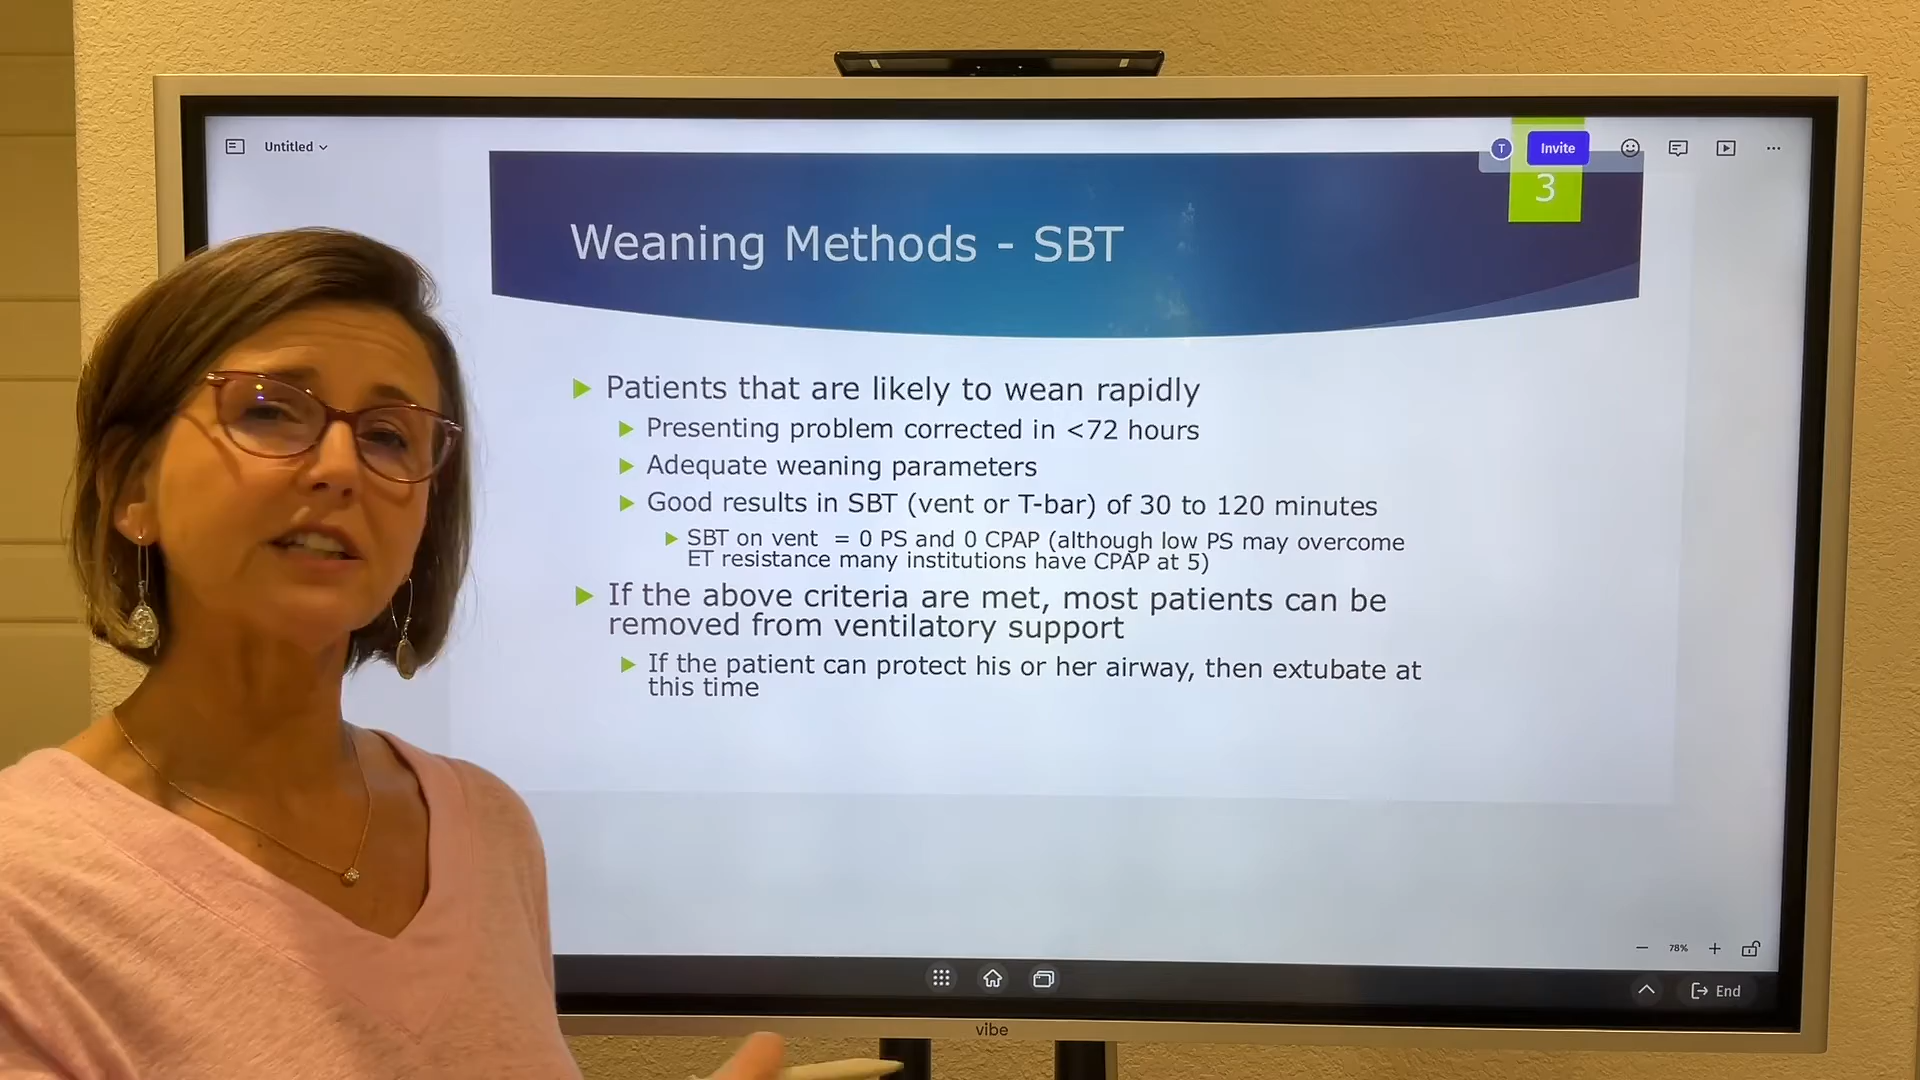 Untitled
T
Invite
3
Weaning Methods - SBT
Patients that are likely to wean rapidly
Presenting problem corrected in <72 hours
Adequate weaning parameters
Good results in SBT (vent or T-bar) of 30 to 120 minutes
SBT on vent = 0 PS and 0 CPAP (although low PS may overcome
ET resistance many institutions have CPAP at 5)
If the above criteria are met, most patients can be
removed from ventilatory support
If the patient can protect his or her airway, then extubate at
this time
78%
End
vibe